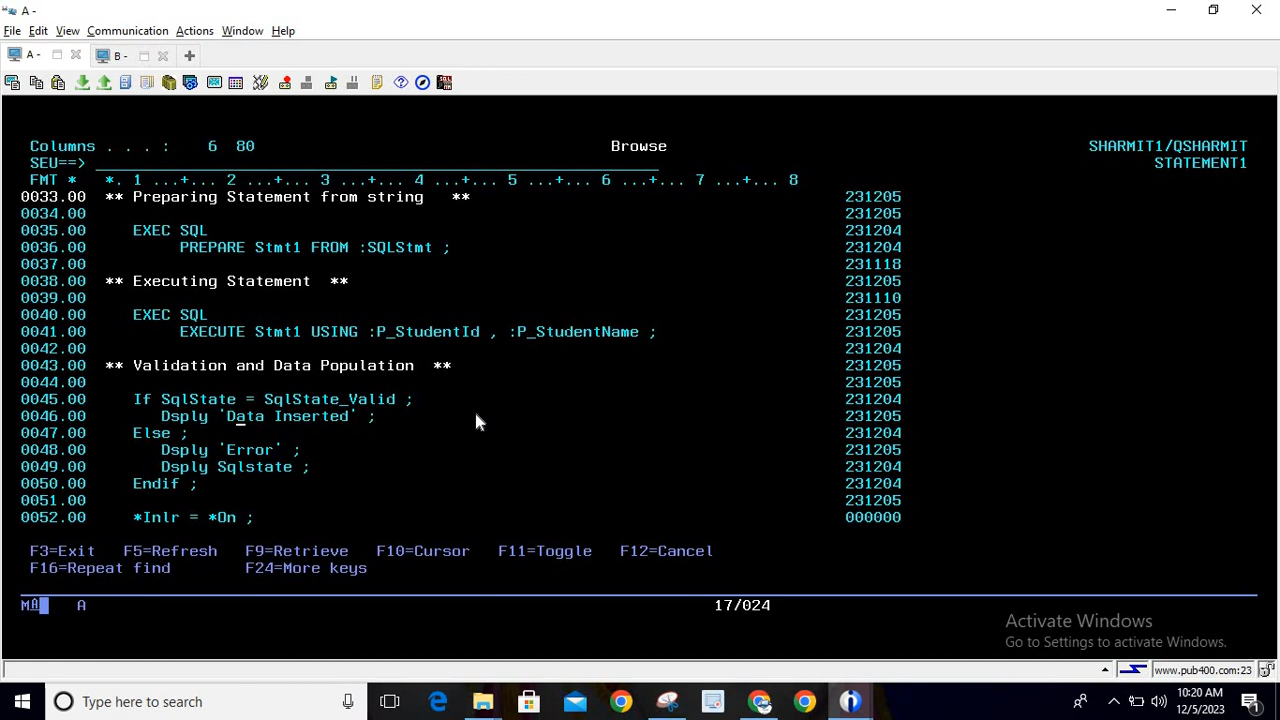 A -
File Edit View Communication Actions Window Help
A - B -
Columns . . . : 6 80 Browse SHARMIT1/QSHARMIT
SEU==> STATEMENT1
FMT * *. 1 ...+... 2 ...+... 3 ...+... 4 ...+... 5 ...+... 6 ...+... 7 ...+... 8
0033.00 ** Preparing Statement from string ** 231205
0034.00 231205
0035.00 EXEC SQL 231204
0036.00 PREPARE Stmt1 FROM :SQLStmt ; 231204
0037.00 231118
0038.00 ** Executing Statement ** 231205
0039.00 231110
0040.00 EXEC SQL 231205
0041.00 EXECUTE Stmt1 USING :P_StudentId , :P_StudentName ; 231205
0042.00 231204
0043.00 ** Validation and Data Population ** 231205
0044.00 231205
0045.00 If SqlState = SqlState_Valid ; 231204
0046.00 Dsply 'Data Inserted' ; 231205
0047.00 Else ; 231204
0048.00 Dsply 'Error' ; 231205
0049.00 Dsply Sqlstate ; 231204
0050.00 Endif ; 231204
0051.00 231205
0052.00 *Inlr = *On ; 000000
F3=Exit F5=Refresh F9=Retrieve F10=Cursor F11=Toggle F12=Cancel
F16=Repeat find F24=More keys
MA A 17/024
Activate Windows
Go to Settings to activate Windows.
www.pub400.com:23
Type here to search
10:20 AM
12/5/2023